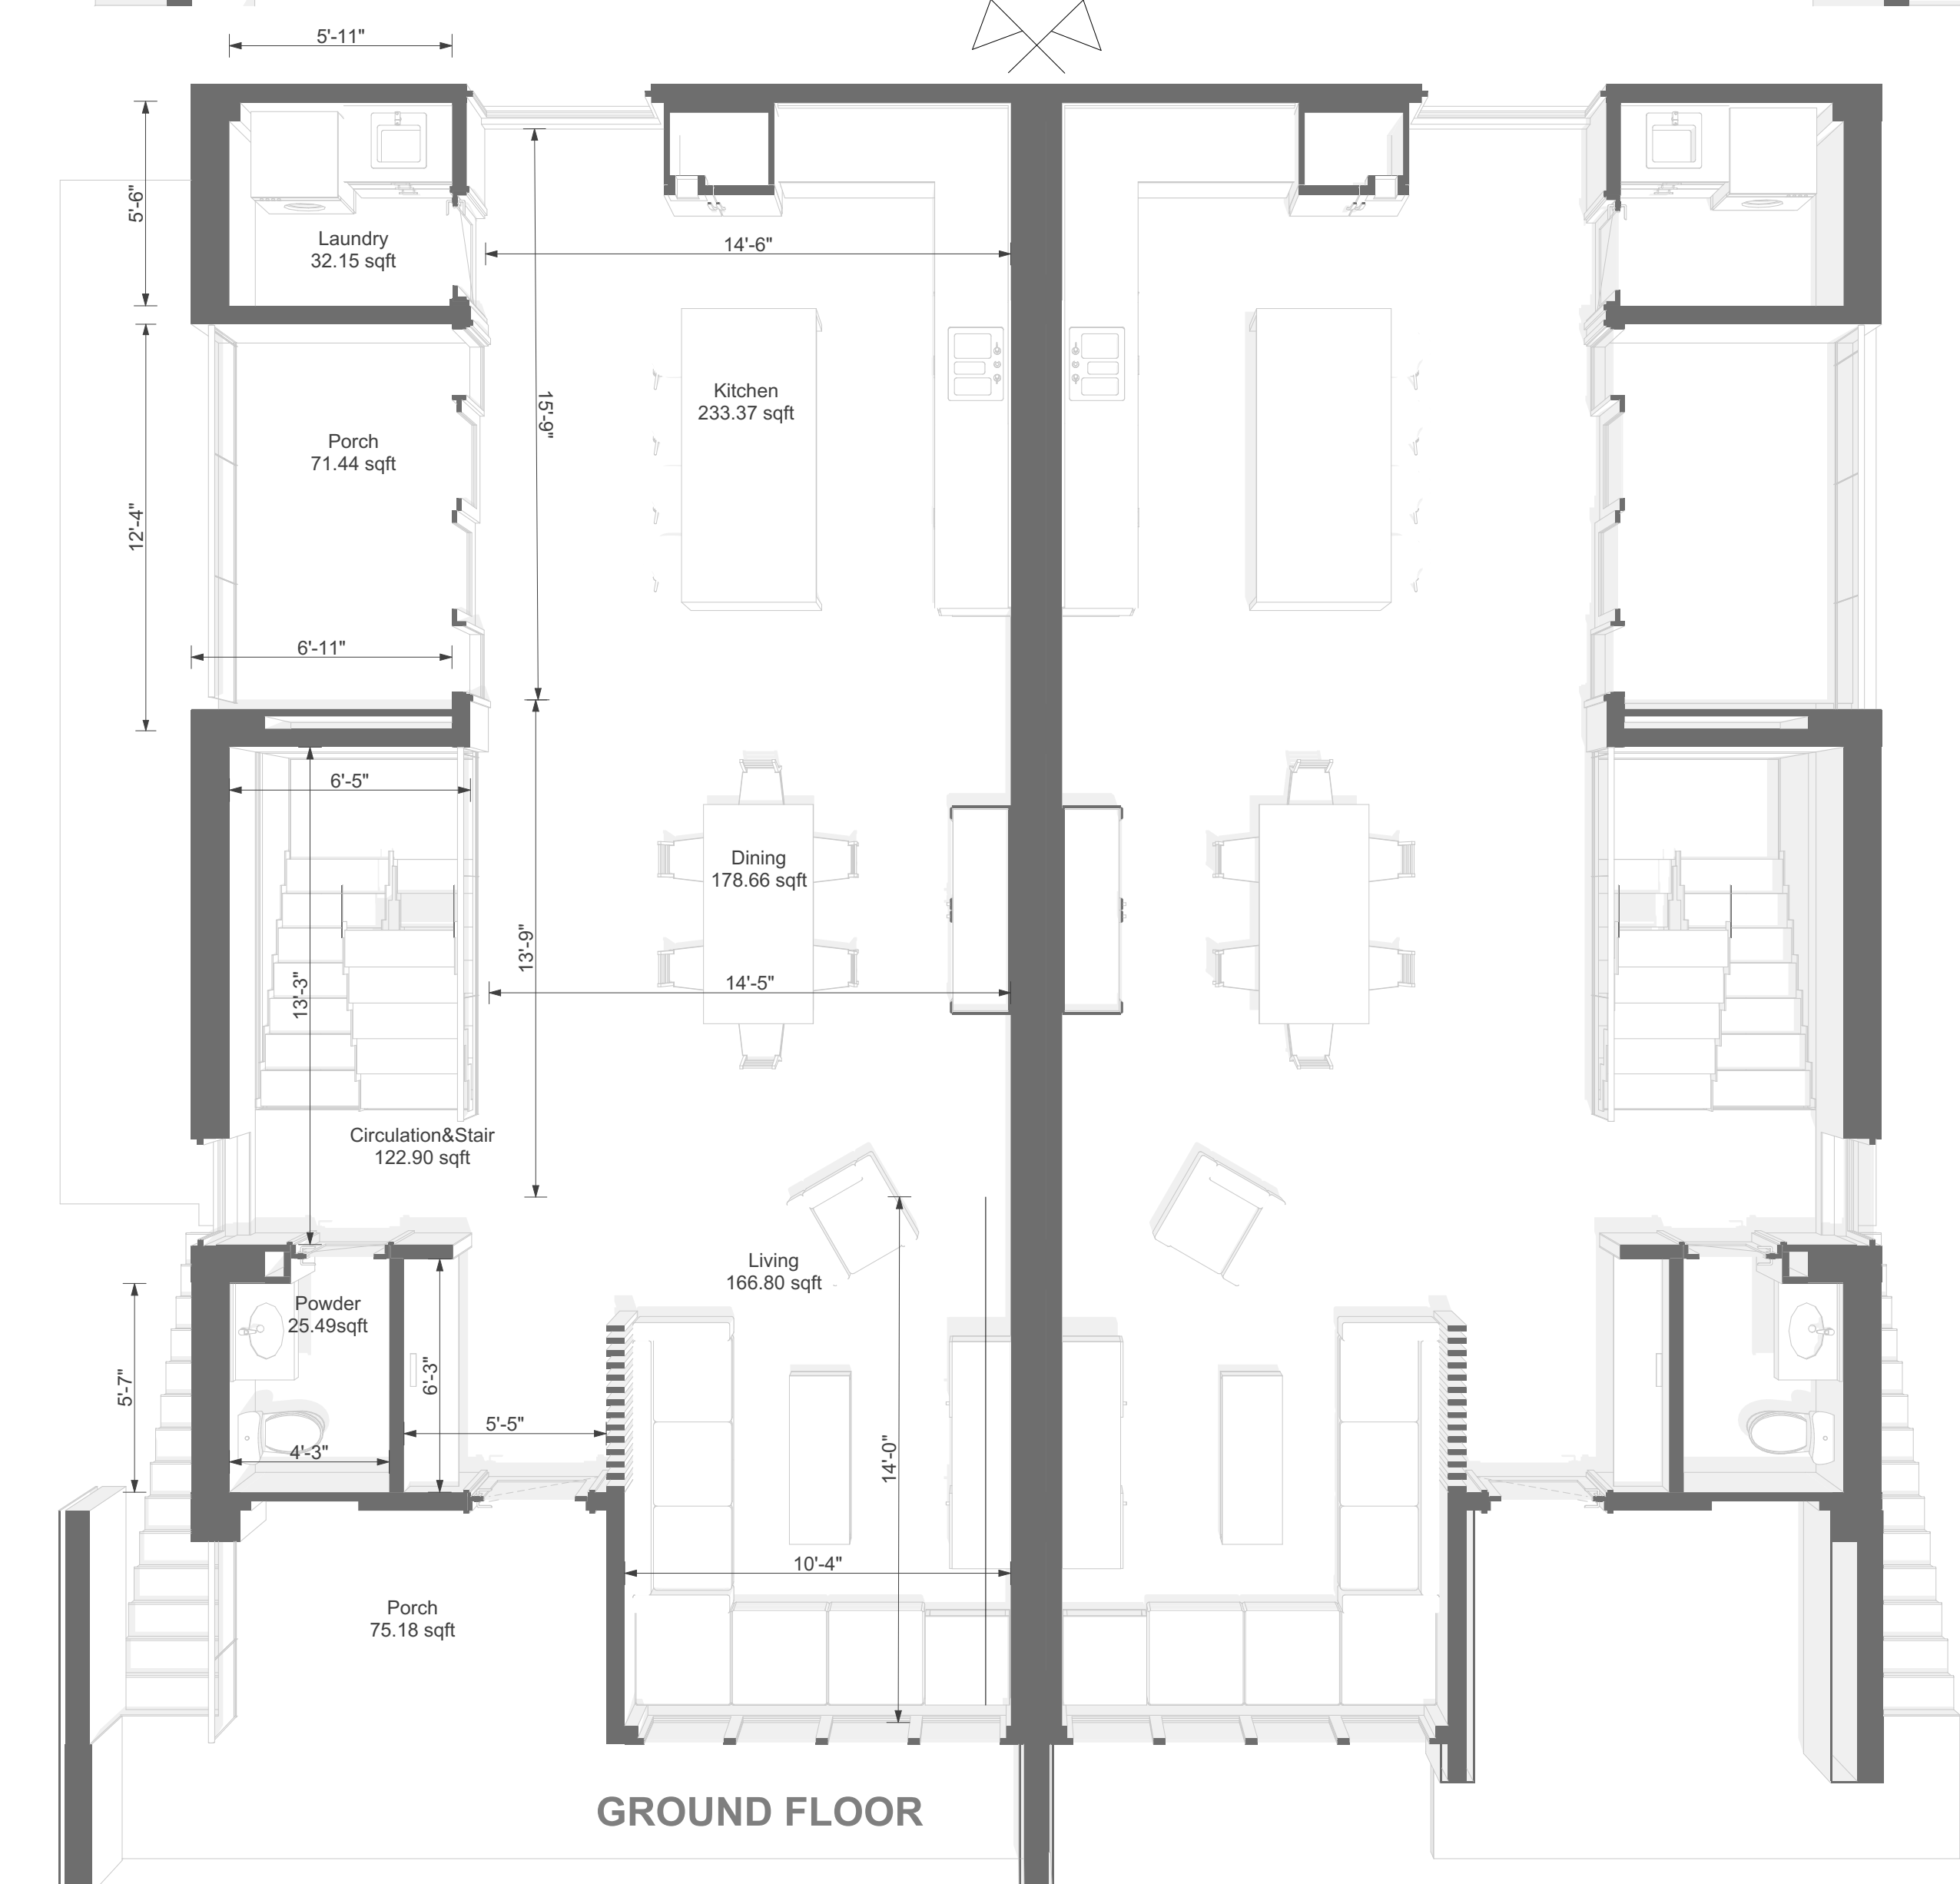 5'-11"
5'-6"
Laundry
32.15 sqft
14'-6"
Kitchen
233.37 sqft
15'-9"
Porch
71.44 sqft
12'-4"
6'-11"
6'-5"
Dining
178.66 sqft
13'-9"
13'-3"
14'-5"
Circulation&Stair
122.90 sqft
Living
166.80 sqft
Powder
25.49sqft
5'-7"
6'-3"
5'-5"
4'-3"
14'-0"
10'-4"
Porch
75.18 sqft
GROUND FLOOR